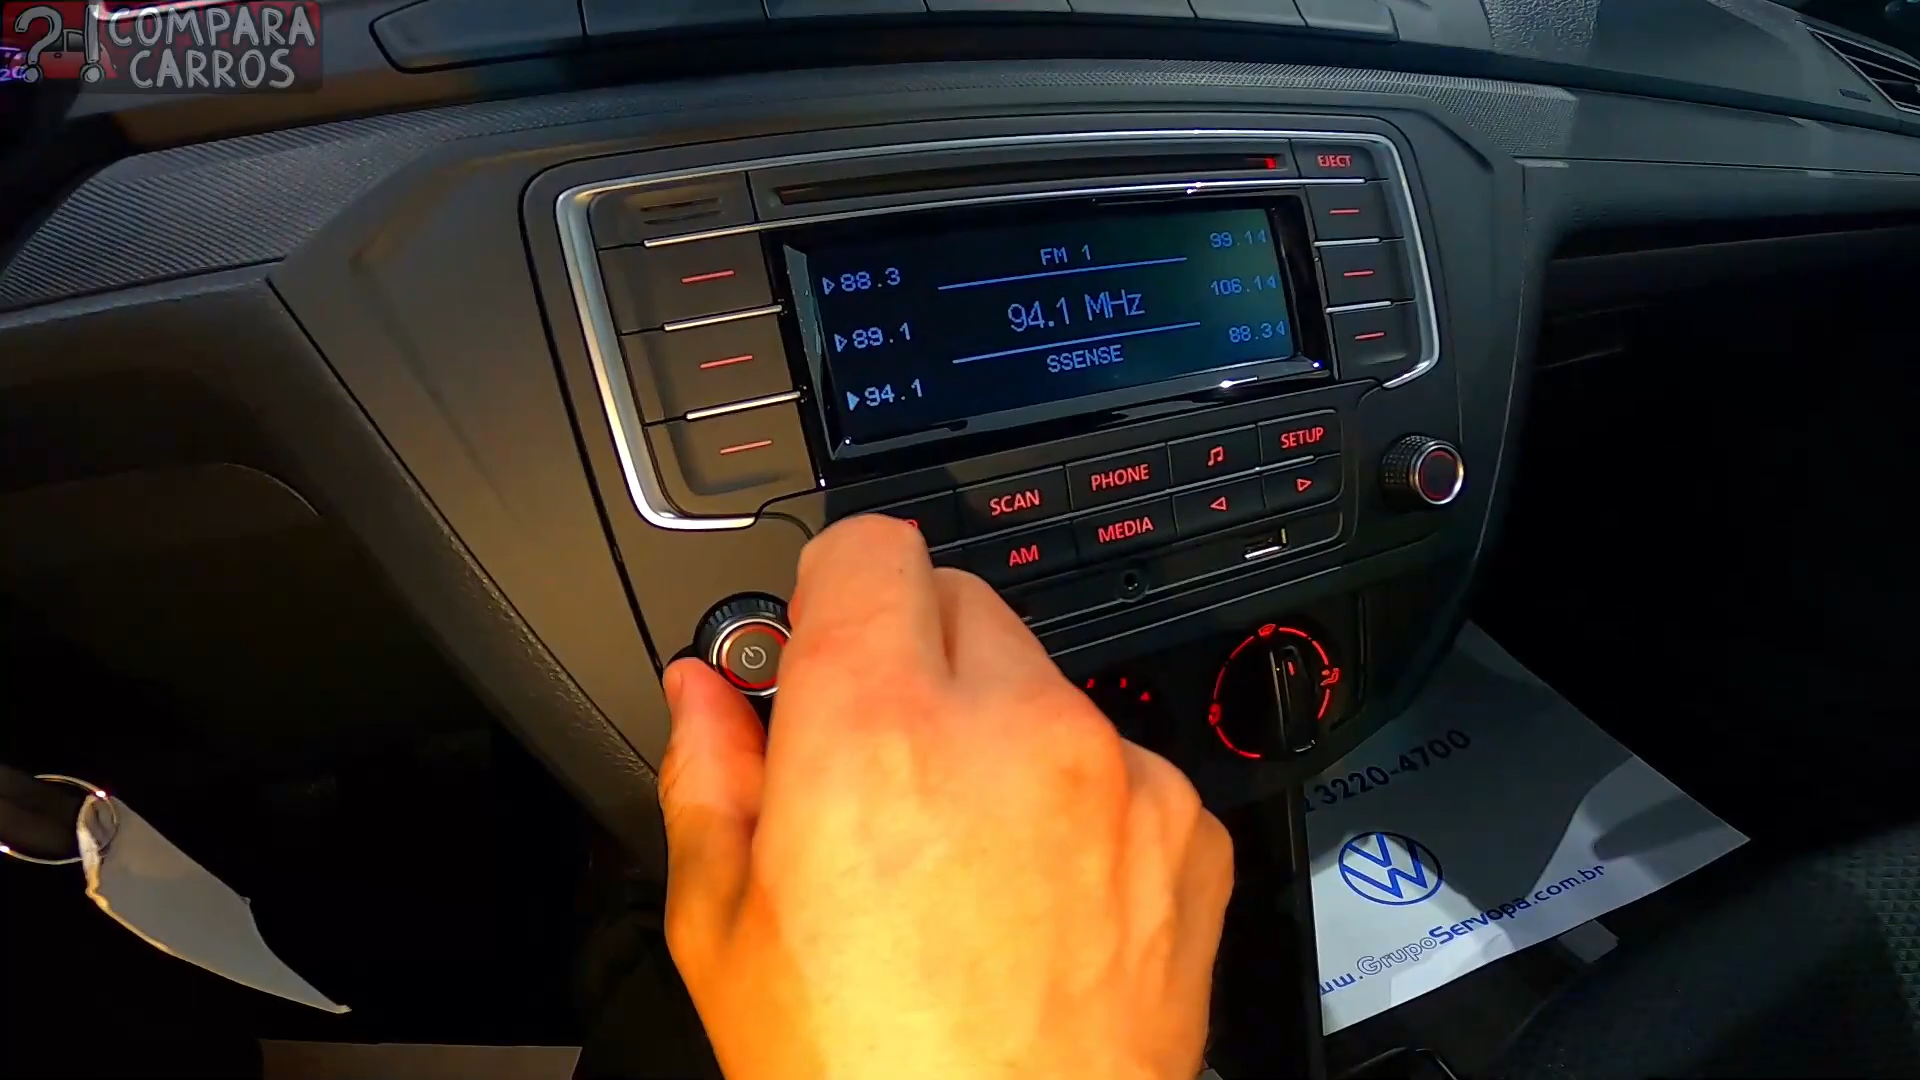 COMPARA
CARROS
EJECT
FM 1
99.1◁
▷88.3
94.1 MHz
106.1◁
▷89.1
88.3◁
SSENSE
▶94.1
SETUP
PHONE
SCAN
MEDIA
AM
13220-4700
www.GrupoServopa.com.br